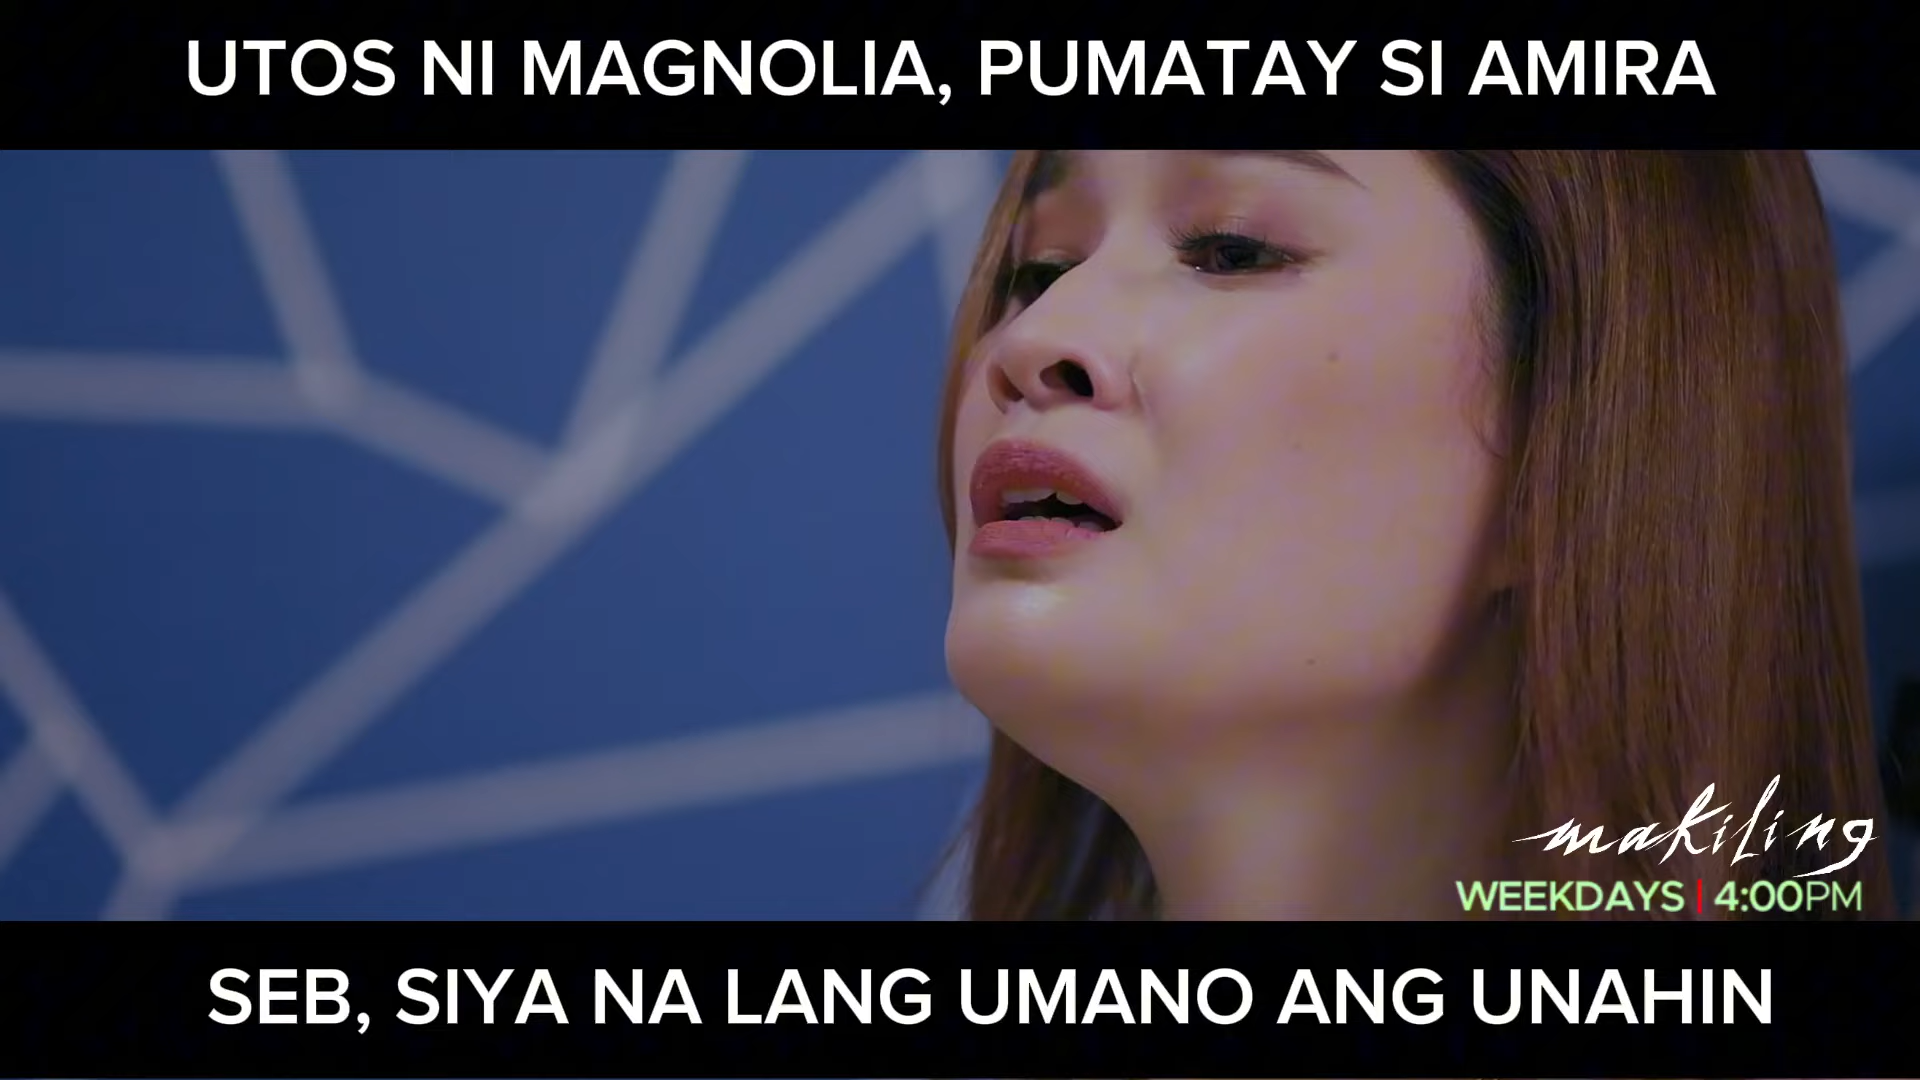 UTOS NI MAGNOLIA, PUMATAY SI AMIRA
makiling
WEEKDAYS | 4:00PM
SEB, SIYA NA LANG UMANO ANG UNAHIN